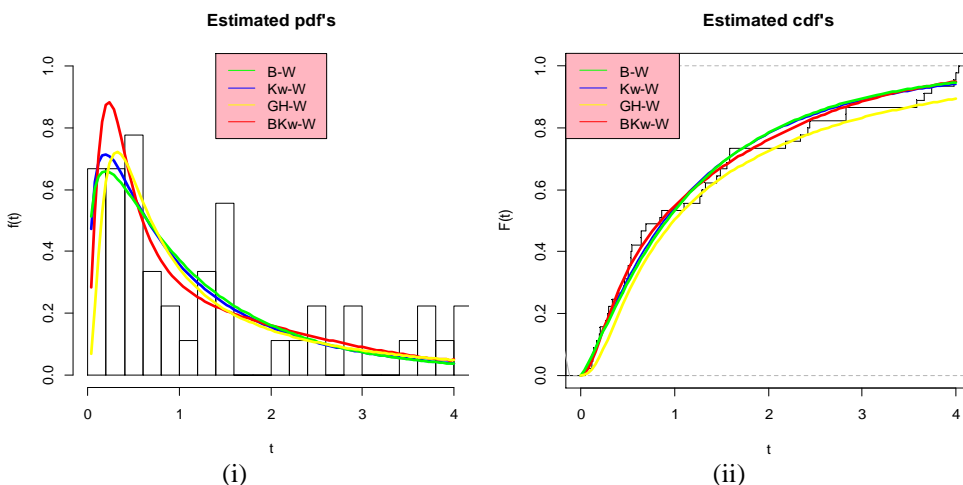 Estimated pdf's
B-W
Kw-W
GH-W
BKw-W
f(t)
0.0 0.2 0.4 0.6 0.8 1.0
0 1 2 3 4
t
(i)
Estimated cdf's
B-W
Kw-W
GH-W
BKw-W
F(t)
0.0 0.2 0.4 0.6 0.8 1.0
0 1 2 3 4
t
(ii)